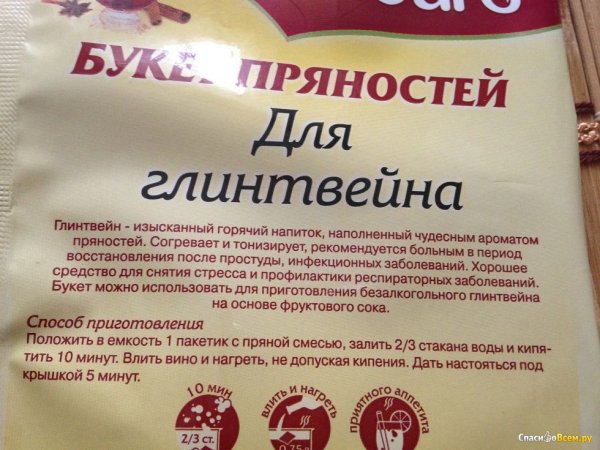 БУКЕТ ПРЯНОСТЕЙ
Для
глинтвейна
Глинтвейн - изысканный горячий напиток, наполненный чудесным ароматом
пряностей. Согревает и тонизирует, рекомендуется больным в период
восстановления после простуды, инфекционных заболеваний. Хорошее
средство для снятия стресса и профилактики респираторных заболеваний.
Букет можно использовать для приготовления безалкогольного глинтвейна
на основе фруктового сока.
Способ приготовления
Положить в емкость 1 пакетик с пряной смесью, залить 2/3 стакана воды и кипя-
тить 10 минут. Влить вино и нагреть, не допуская кипения. Дать настояться под
крышкой 5 минут.
10 мин
2/3 ст.
влить и нагреть
0,75л
приятного аппетита
СпасибоВсем.ру